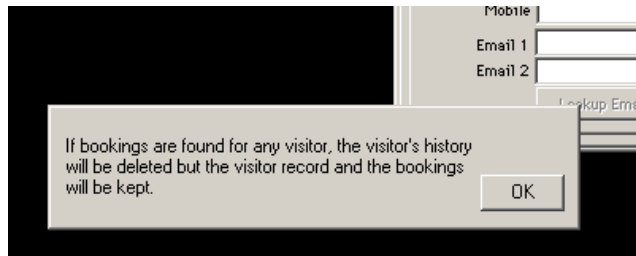 Mobile
Email 1
Email 2
If bookings are found for any visitor, the visitor's history
will be deleted but the visitor record and the bookings
will be kept.
OK